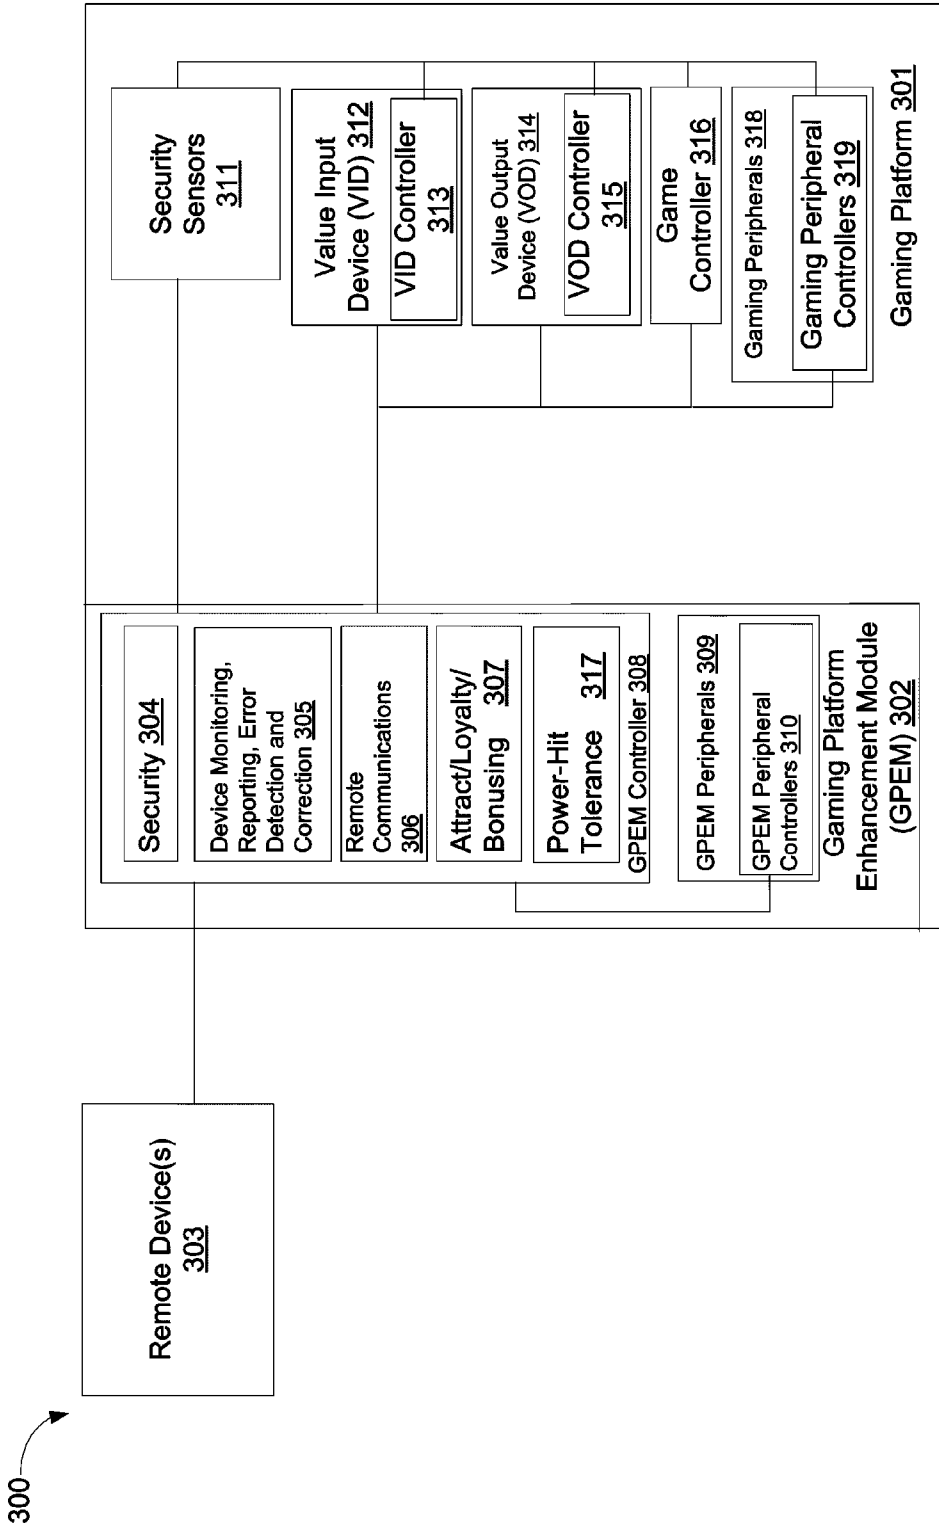 300
Remote Device(s)
303
Security 304
Device Monitoring,
Reporting, Error
Detection and
Correction 305
Remote
Communications
306
Attract/Loyalty/
Bonusing 307
Power-Hit
Tolerance 317
GPEM Controller 308
GPEM Peripherals 309
GPEM Peripheral
Controllers 310
Gaming Platform
Enhancement Module
(GPEM) 302
Security
Sensors
311
Value Input
Device (VID) 312
VID Controller
313
Value Output
Device (VOD) 314
VOD Controller
315
Game
Controller 316
Gaming Peripherals 318
Gaming Peripheral
Controllers 319
Gaming Platform 301